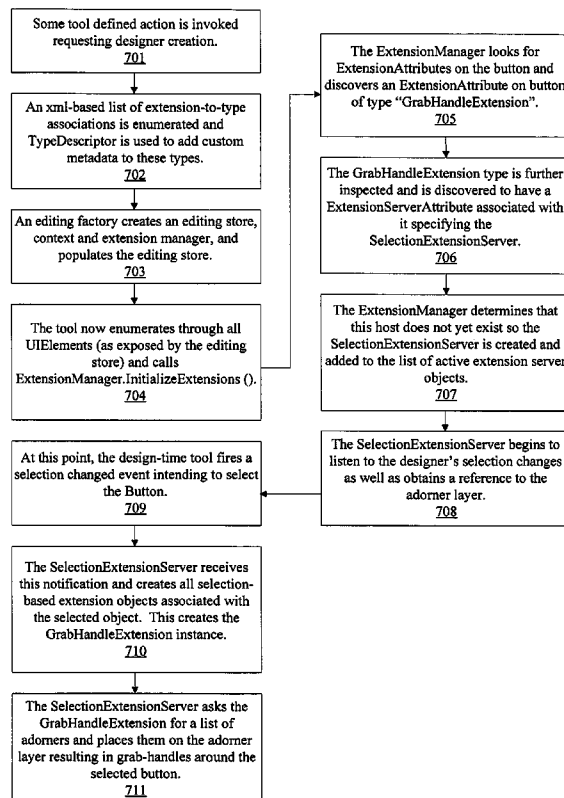 Some tool defined action is invoked
requesting designer creation.
701
An xml-based list of extension-to-type
associations is enumerated and
TypeDescriptor is used to add custom
metadata to these types.
702
An editing factory creates an editing store,
context and extension manager, and
populates the editing store.
703
The tool now enumerates through all
UIElements (as exposed by the editing
store) and calls
ExtensionManager.InitializeExtensions ().
704
The ExtensionManager looks for
ExtensionAttributes on the button and
discovers an ExtensionAttribute on button
of type “GrabHandleExtension”.
705
The GrabHandleExtension type is further
inspected and is discovered to have a
ExtensionServerAttribute associated with
it specifying the
SelectionExtensionServer.
706
The ExtensionManager determines that
this host does not yet exist so the
SelectionExtensionServer is created and
added to the list of active extension server
objects.
707
The SelectionExtensionServer begins to
listen to the designer’s selection changes
as well as obtains a reference to the
adorner layer.
708
At this point, the design-time tool fires a
selection changed event intending to select
the Button.
709
The SelectionExtensionServer receives
this notification and creates all selection-
based extension objects associated with
the selected object. This creates the
GrabHandleExtension instance.
710
The SelectionExtensionServer asks the
GrabHandleExtension for a list of
adorners and places them on the adorner
layer resulting in grab-handles around the
selected button.
711